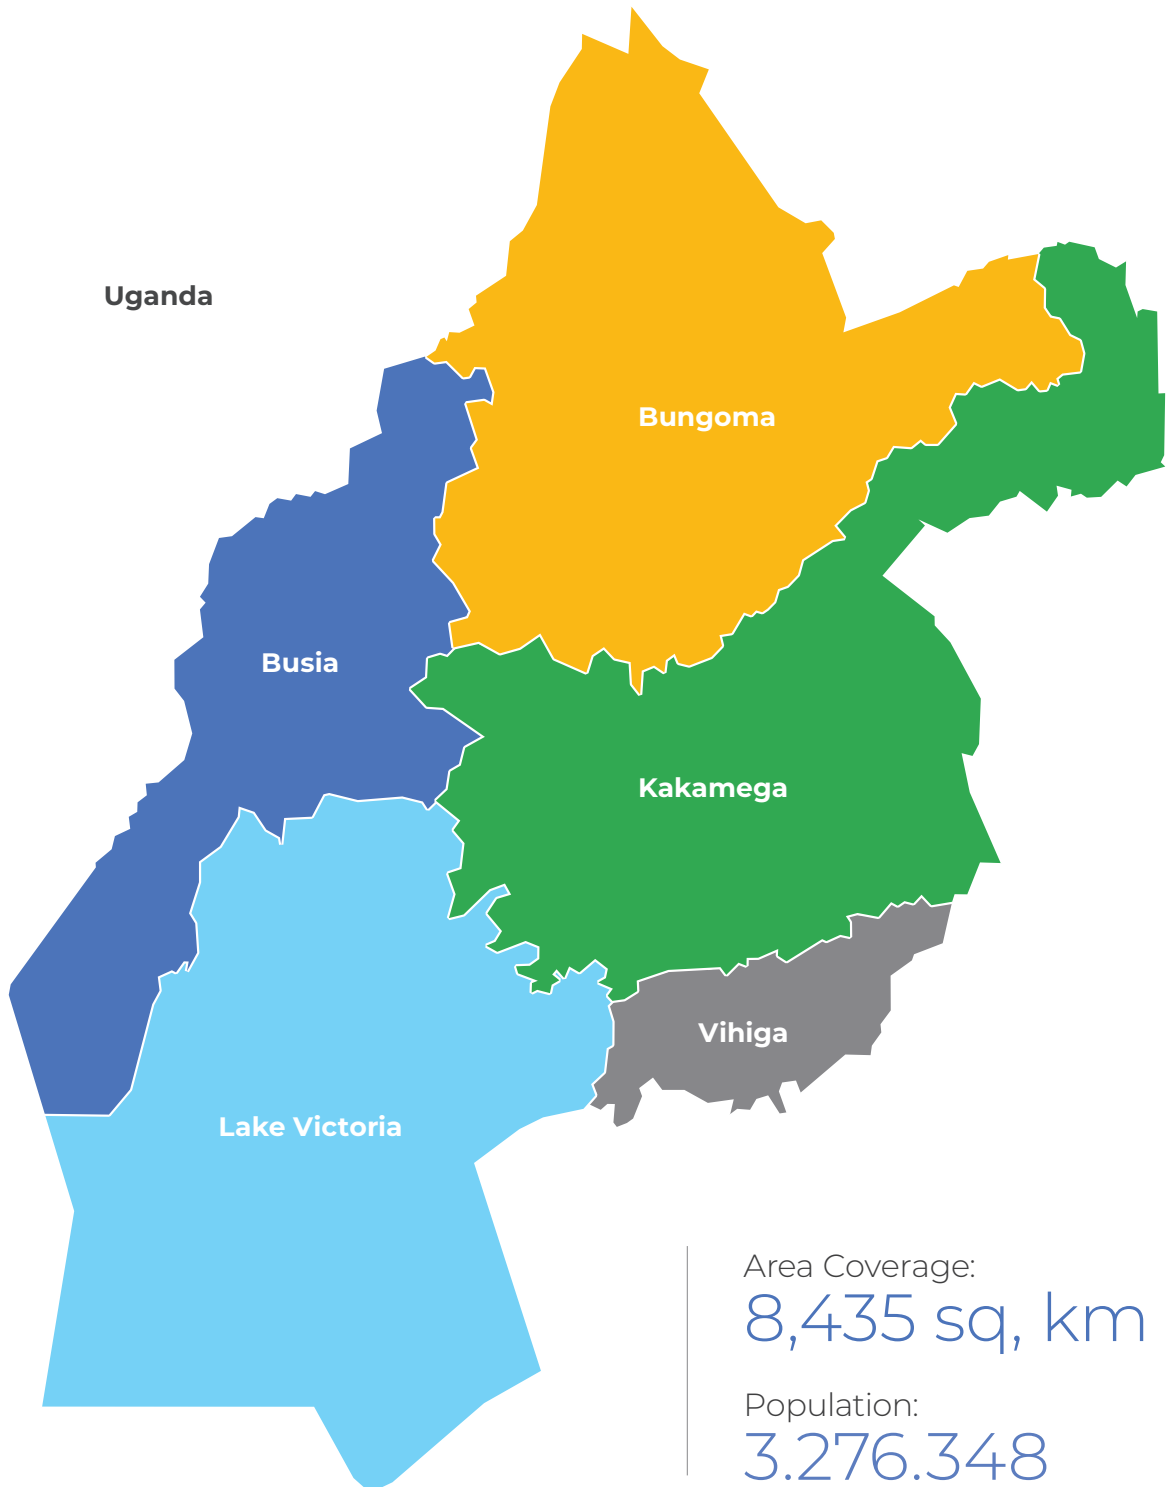 Uganda
Bungoma
Busia
Kakamega
Vihiga
Lake Victoria
Area Coverage:
8,435 sq, km
Population:
3.276.348